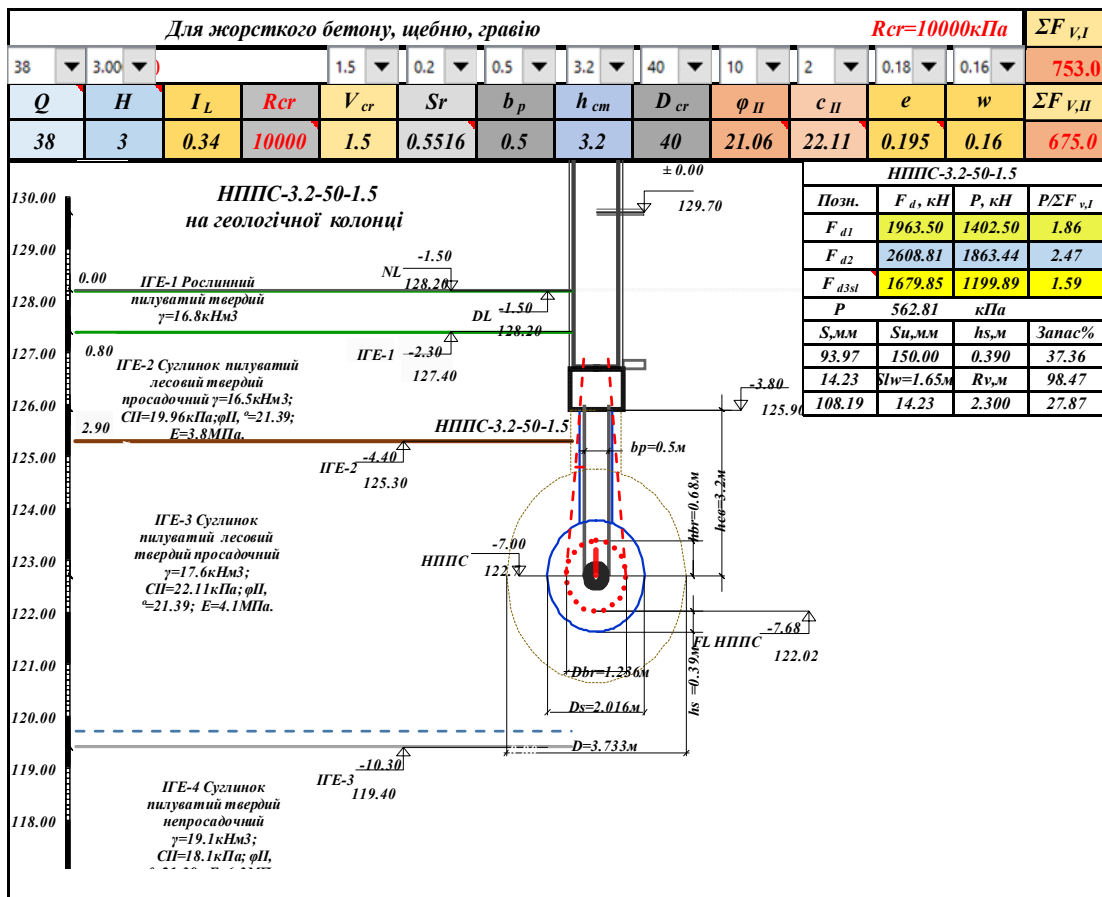 Для жорсткого бетону, щебню, гравію
Rcr=10000кПа
ΣF V,I
38
3.00
1.5
0.2
0.5
3.2
40
10
2
0.18
0.16
753.0
Q
H
I L
Rcr
V cr
Sr
b p
h cm
D cr
φ II
c II
e
w
ΣF V,II
38
3
0.34
10000
1.5
0.5516
0.5
3.2
40
21.06
22.11
0.195
0.16
675.0
НППС-3.2-50-1.5
на геологічної колонці
± 0.00
129.70
НППС-3.2-50-1.5
Позн. F d, кН P, кН P/ΣF v,I
F d1 1963.50 1402.50 1.86
F d2 2608.81 1863.44 2.47
F d3sl 1679.85 1199.89 1.59
P 562.81 кПа
S,мм Su,мм hs,м Запас%
93.97 150.00 0.390 37.36
14.23 Slw=1.65м Rv,м 98.47
108.19 14.23 2.300 27.87
130.00
129.00
128.00
127.00
126.00
125.00
124.00
123.00
122.00
121.00
120.00
119.00
118.00
0.00
ІГЕ-1 Рослинний
пилуватий твердий
γ=16.8кНм3
-1.50
NL
128.20
-1.50
DL
128.20
0.80
-2.30
ІГЕ-1
127.40
ІГЕ-2 Суглинок пилуватий
лесовий твердий
просадочний γ=16.5кНм3;
СІІ=19.96кПа;φІІ, º=21.39;
Е=3.8МПа.
-3.80
125.90
2.90
НППС-3.2-50-1.5
-4.40
ІГЕ-2
125.30
bp=0.5м
hbr=0.68м
hсв=3.2м
ІГЕ-3 Суглинок
пилуватий лесовий
твердий просадочний
γ=17.6кНм3;
СІІ=22.11кПа; φІІ,
º=21.39; Е=4.1МПа.
-7.00
НППС
122.
-7.68
FL НППС
122.02
hs =0.39м
Dbr=1.236м
Ds=2.016м
D=3.733м
-10.30
ІГЕ-3
119.40
ІГЕ-4 Суглинок
пилуватий твердий
непросадочний
γ=19.1кНм3;
СІІ=18.1кПа; φІІ,